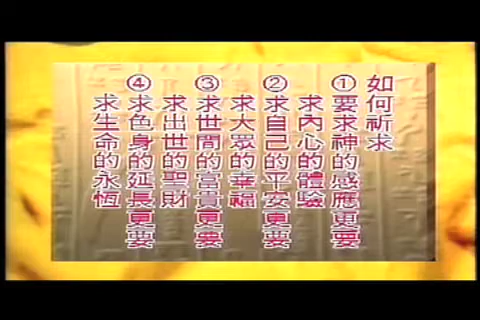 如何祈求
①要求神的感應更要
求內心的體驗
②求自己的平安更要
求大眾的幸福
③求世間的富貴更要
求出世的聖財
④求色身的延長更要
求生命的永恆